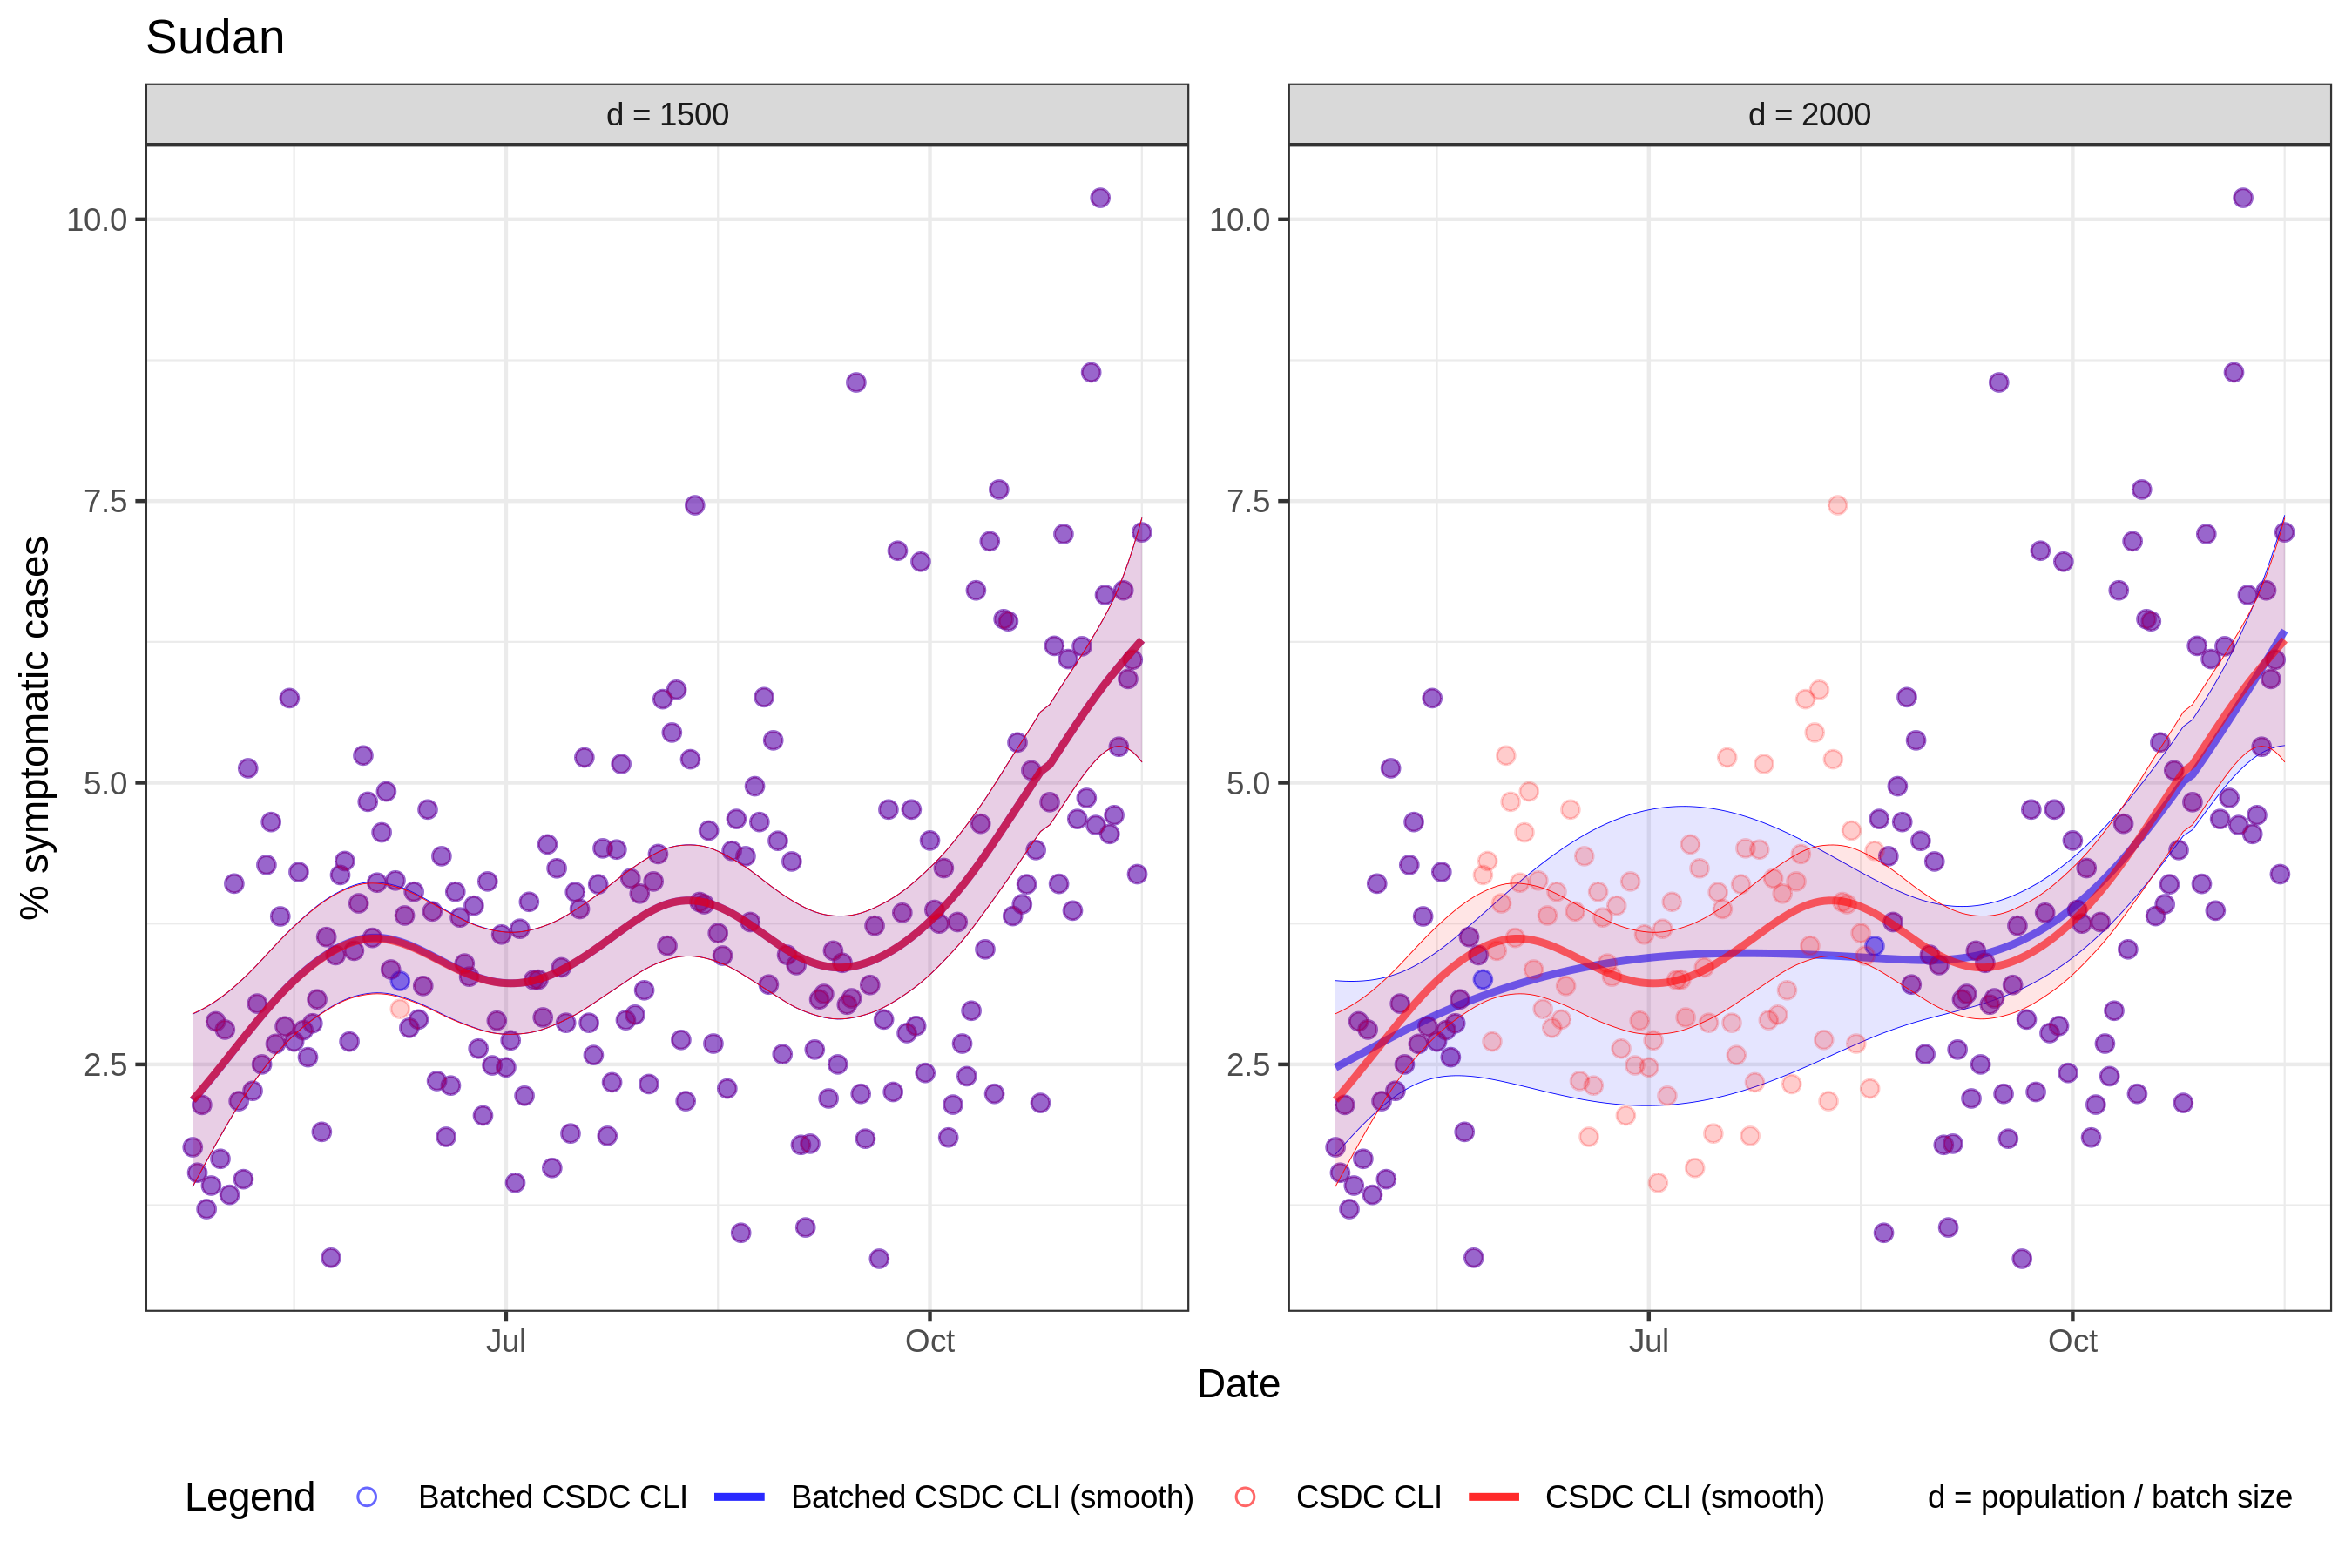 Sudan
d = 1500
d = 2000
% symptomatic cases
10.0
7.5
5.0
2.5
10.0
7.5
5.0
2.5
Jul
Oct
Jul
Oct
Date
Legend
Batched CSDC CLI
Batched CSDC CLI (smooth)
CSDC CLI
CSDC CLI (smooth)
d = population / batch size